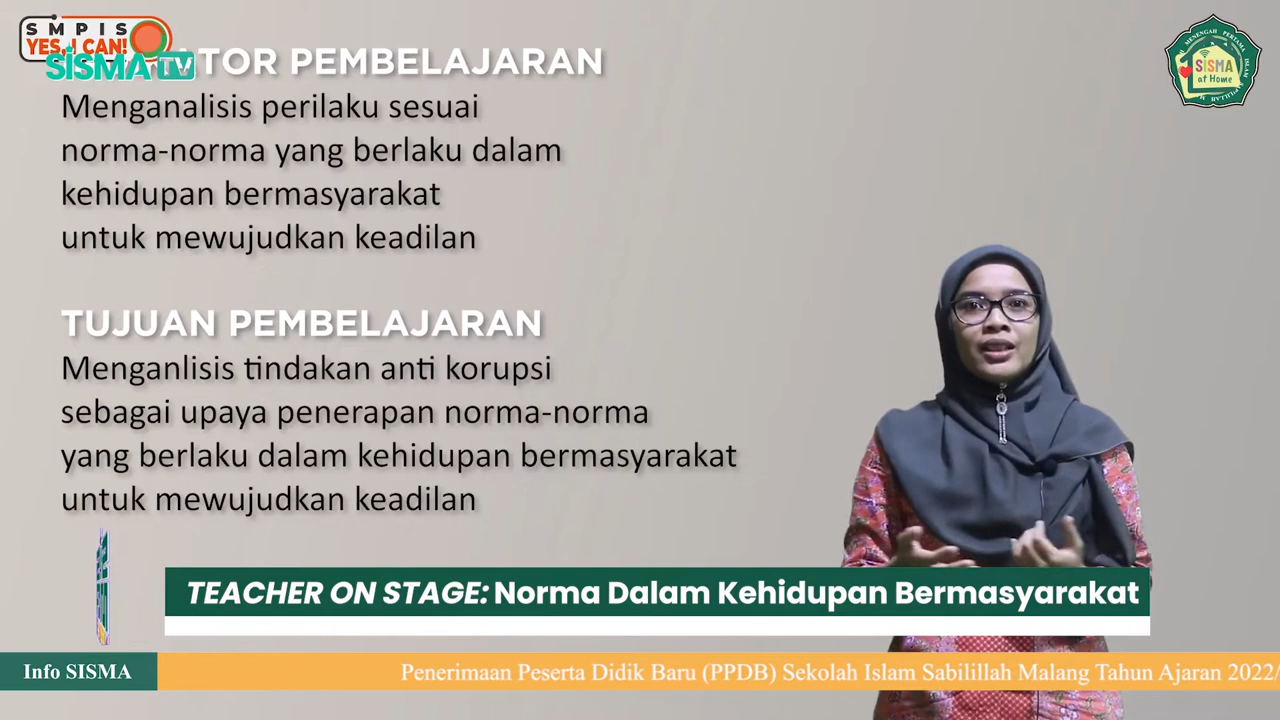 SMPIS
YES, I CAN!
SISMA TV
TOR PEMBELAJARAN
Menganalisis perilaku sesuai
norma-norma yang berlaku dalam
kehidupan bermasyarakat
untuk mewujudkan keadilan
TUJUAN PEMBELAJARAN
Menganlisis tindakan anti korupsi
sebagai upaya penerapan norma-norma
yang berlaku dalam kehidupan bermasyarakat
untuk mewujudkan keadilan
SISMA
at Home
TEACHER ON STAGE: Norma Dalam Kehidupan Bermasyarakat
Info SISMA
Penerimaan Peserta Didik Baru (PPDB) Sekolah Islam Sabilillah Malang Tahun Ajaran 2022/